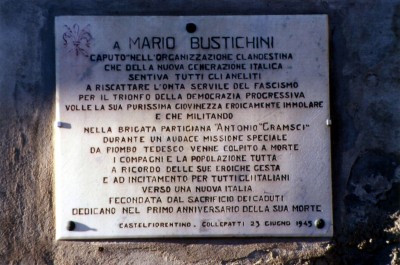 A MARIO BUSTICHINI
"CAPUTO" NELL'ORGANIZZAZIONE CLANDESTINA
CHE DELLA NUOVA GENERAZIONE ITALICA
SENTIVA TUTTI GLI ANELITI
A RISCATTARE L'ONTA SERVILE DEL FASCISMO
PER IL TRIONFO DELLA DEMOCRAZIA PROGRESSIVA
VOLLE LA SUA PURISSIMA GIOVINEZZA EROICAMENTE IMMOLARE
E CHE MILITANDO
NELLA BRIGATA PARTIGIANA "ANTONIO GRAMSCI"
DURANTE UN AUDACE MISSIONE SPECIALE
DA PIOMBO TEDESCO VENNE COLPITO A MORTE
I COMPAGNI E LA POPOLAZIONE TUTTA
A RICORDO DELLE SUE EROICHE GESTA
E AD INCITAMENTO PER TUTTI GLI ITALIANI
VERSO UNA NUOVA ITALIA
FECONDATA DAL SACRIFICIO DEI CADUTI
DEDICANO NEL PRIMO ANNIVERSARIO DELLA SUA MORTE
CASTELFIORENTINO - COLLEPATTI 23 GIUGNO 1945